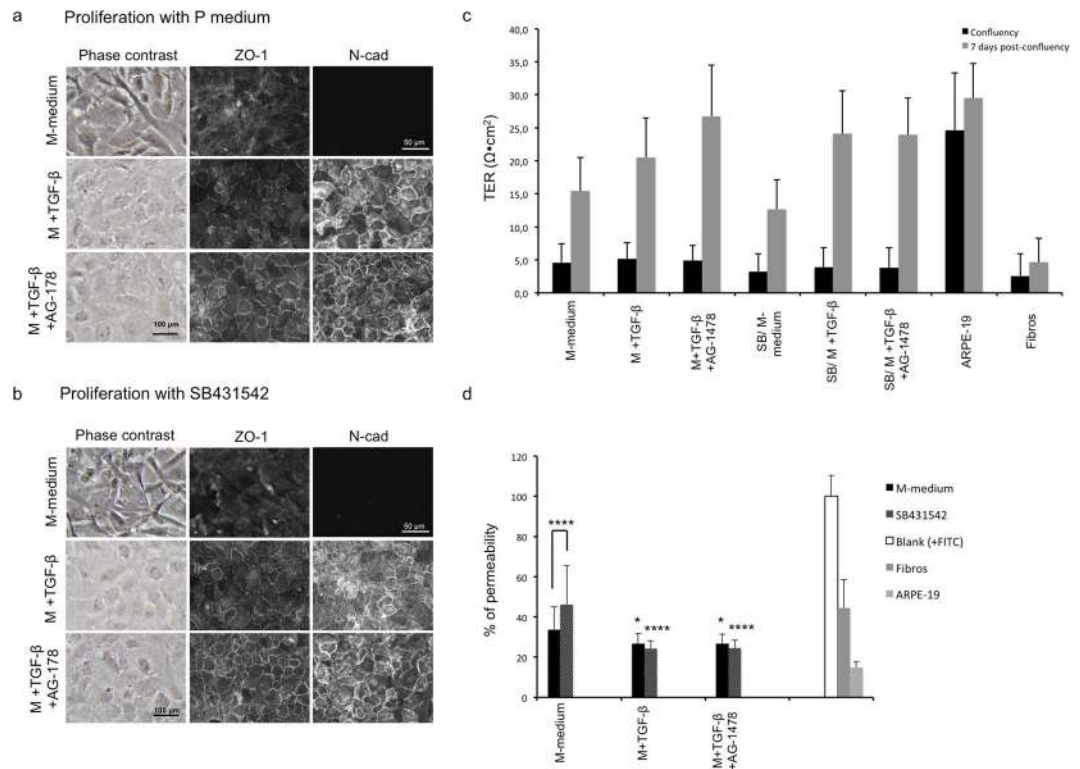 a Proliferation with P medium
Phase contrast ZO-1 N-cad
M-medium
50 µm
M +TGF-β
M +TGF-β
+AG-178
100 µm
b Proliferation with SB431542
Phase contrast ZO-1 N-cad
M-medium
50 µm
M +TGF-β
M +TGF-β
+AG-178
100 µm
c
Confluency
7 days post-confluency
TER (Ω•cm²)
40,0
35,0
30,0
25,0
20,0
15,0
10,0
5,0
0,0
M-medium
M +TGF-β
M+TGF-β
+AG-1478
SB/ M-
medium
SB/ M +TGF-β
SB/ M +TGF-β
+AG-1478
ARPE-19
Fibros
d
% of permeability
120
100
80
60
40
20
0
****
* ****
* ****
M-medium
M+TGF-β
M+TGF-β
+AG-1478
M-medium
SB431542
Blank (+FITC)
Fibros
ARPE-19